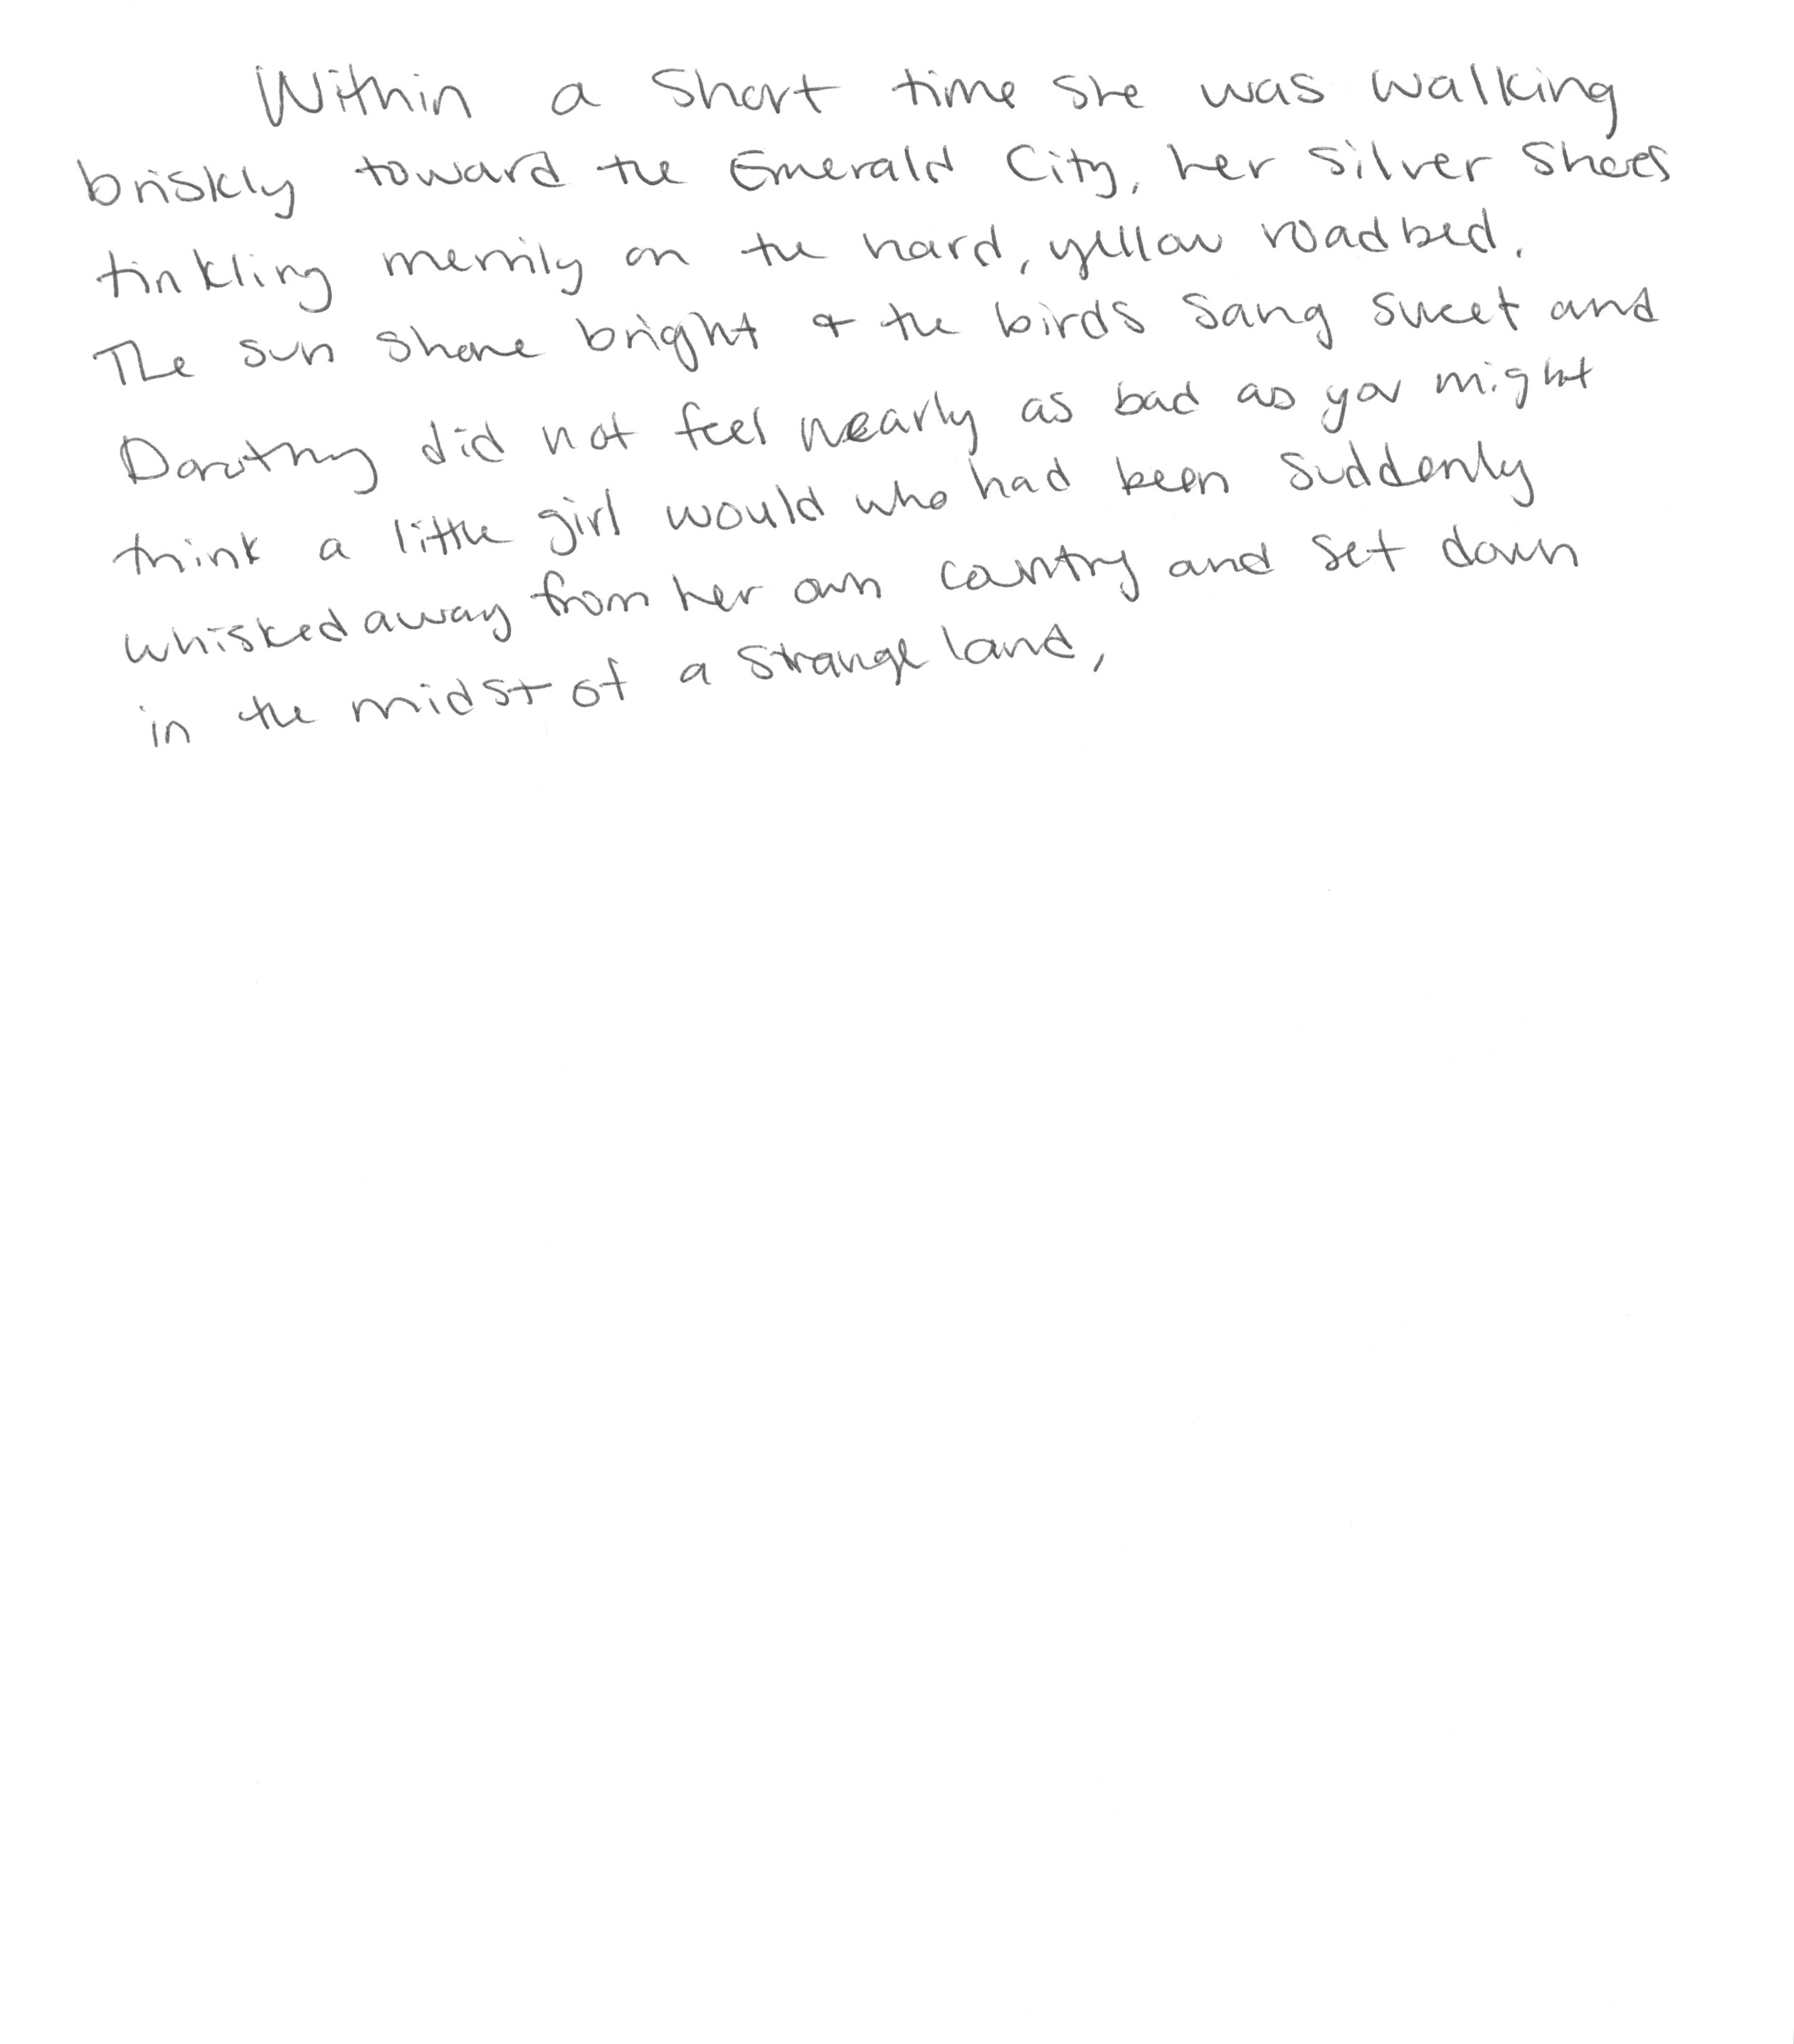 Within a short time she was walking
briskly toward the Emerald City, her Silver Shoes
tinkling merrily on the hard, yellow roadbed.
The sun shone bright & the birds sang sweet and
Dorothy did not feel nearly as bad as you might
think a little girl would who had been suddenly
whisked away from her own country and set down
in the midst of a strange land,